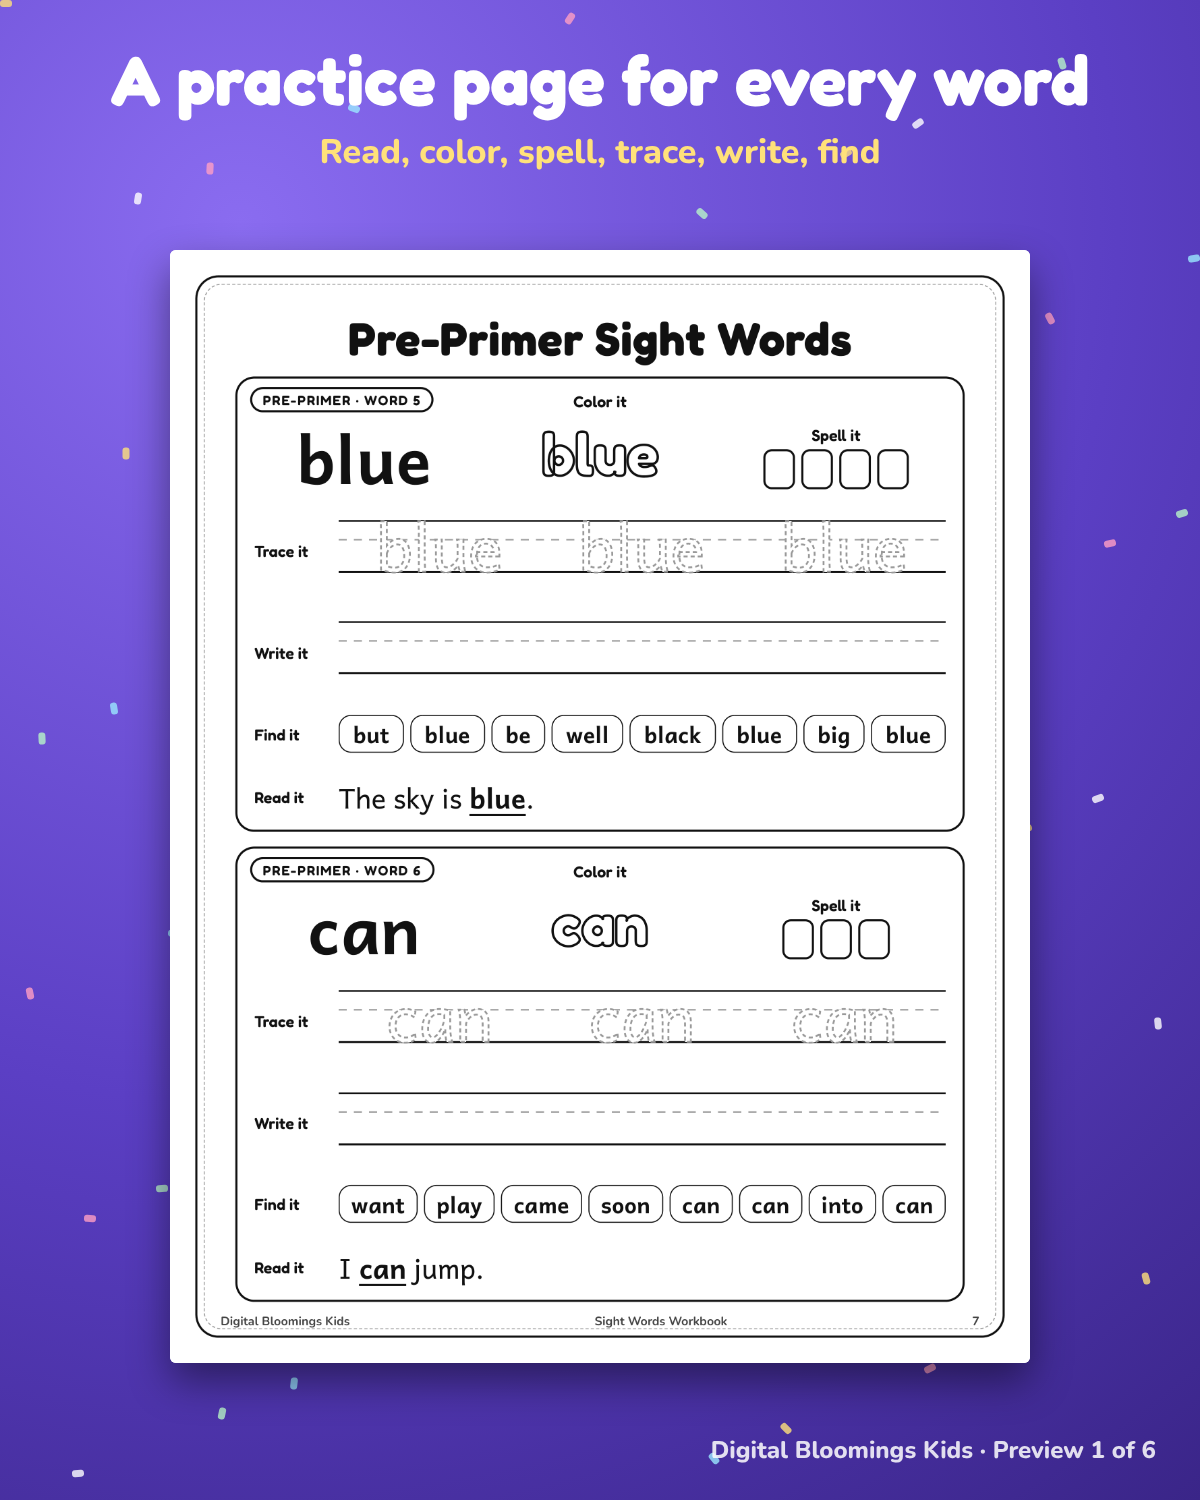 A practice page for every word
Read, color, spell, trace, write, find
Pre-Primer Sight Words
PRE-PRIMER · WORD 5
Color it
blue
blue
Spell it
Trace it
blue blue blue
Write it
Find it
but blue be well black blue big blue
Read it
The sky is blue.
PRE-PRIMER · WORD 6
Color it
can
can
Spell it
Trace it
can can can
Write it
Find it
want play came soon can can into can
Read it
I can jump.
Digital Bloomings Kids
Sight Words Workbook
7
Digital Bloomings Kids · Preview 1 of 6